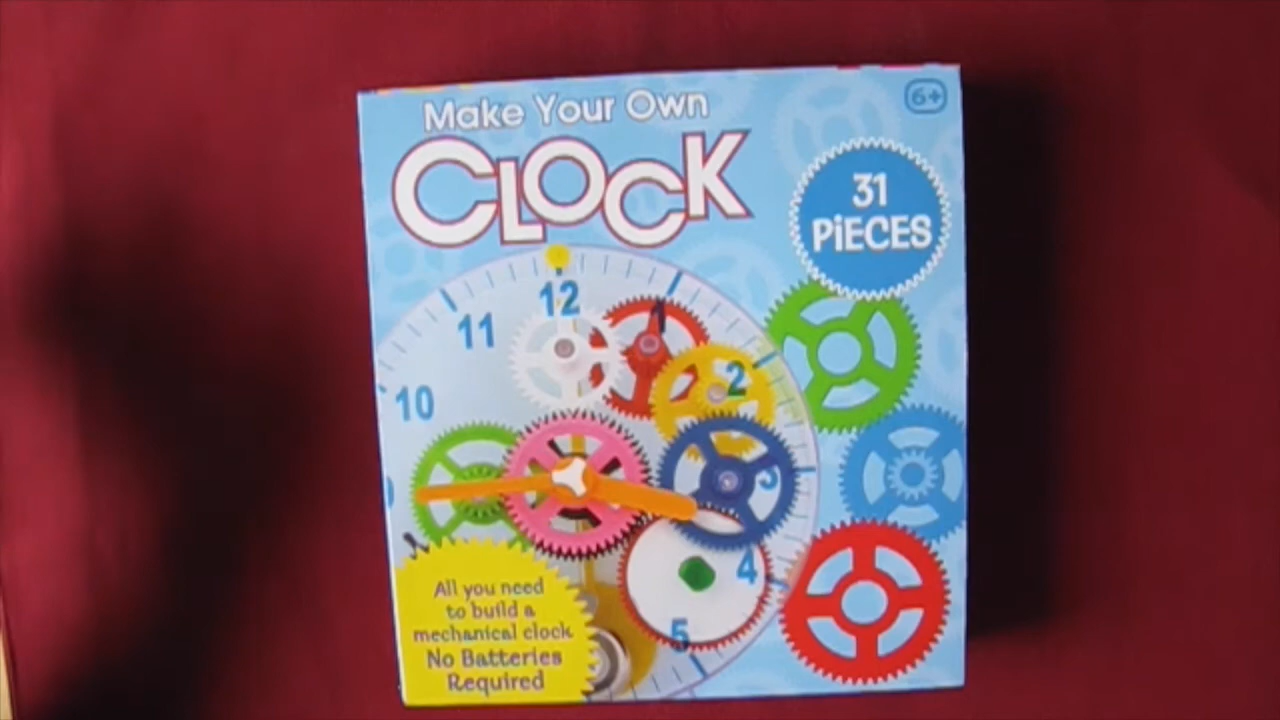 Make Your Own
6+
CLOCK
31
PiECES
12
11
1
2
10
3
4
5
All you need
to build a
mechanical clock
No Batteries
Required